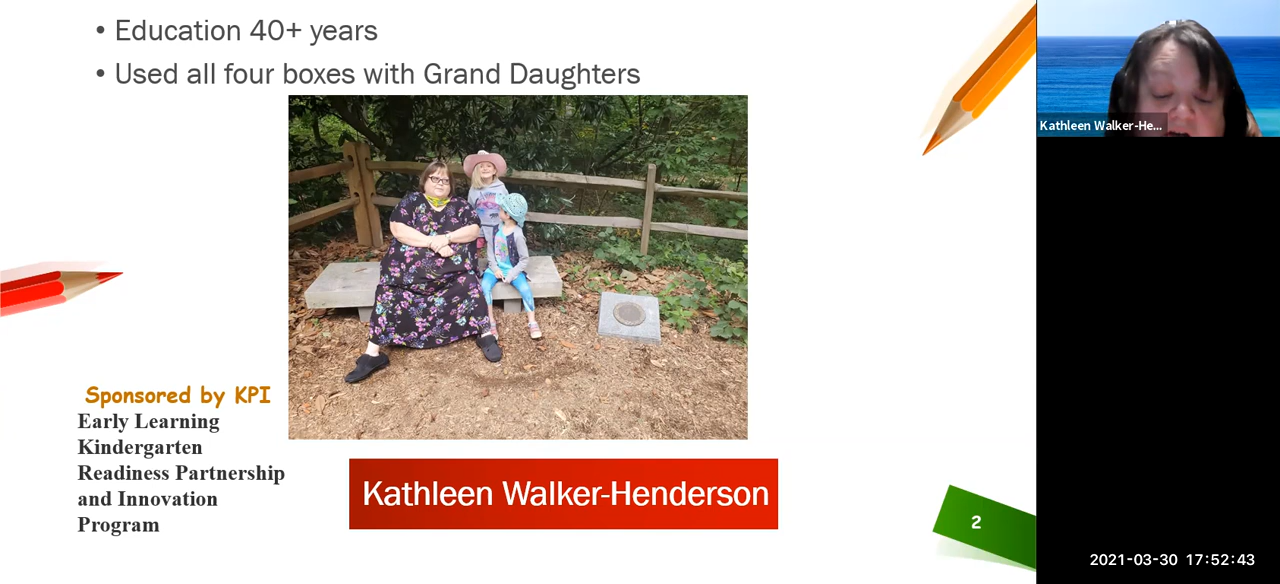 • Education 40+ years
• Used all four boxes with Grand Daughters
Kathleen Walker-He...
Sponsored by KPI
Early Learning
Kindergarten
Readiness Partnership
and Innovation
Program
Kathleen Walker-Henderson
2
2021-03-30 17:52:43